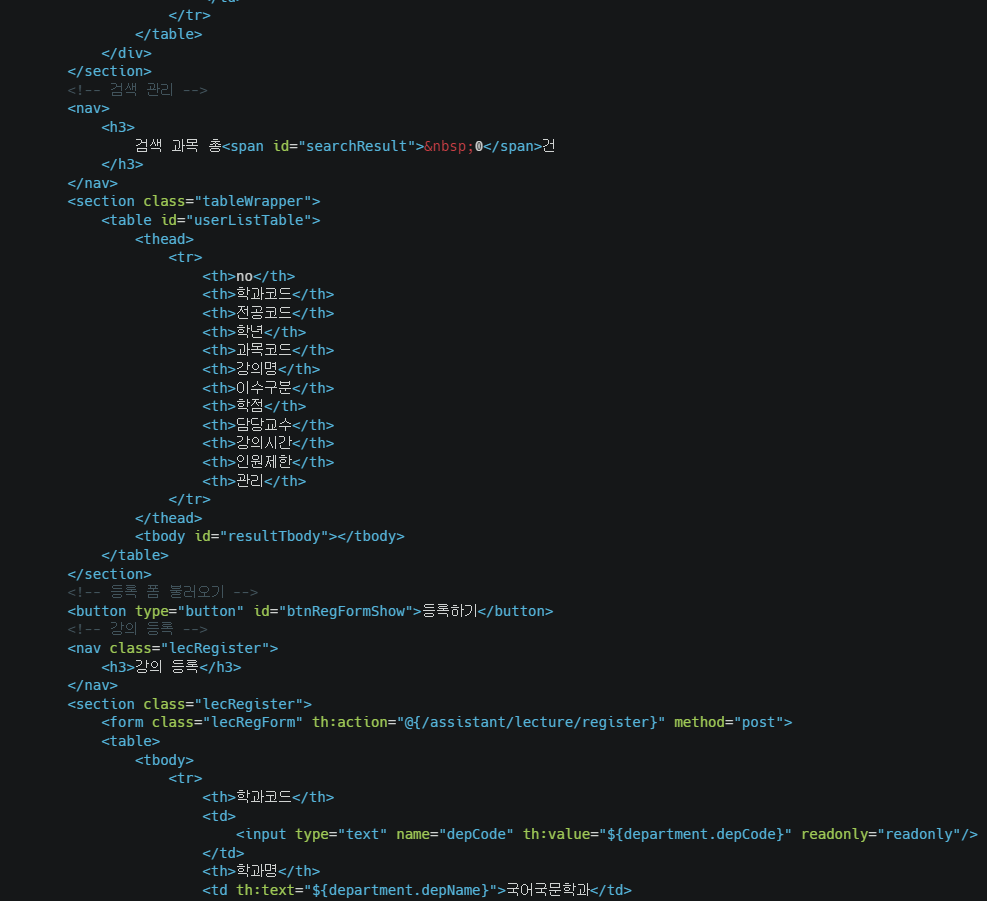 </tr>
</table>
</div>
</section>
<!-- 검색 관리 -->
<nav>
<h3>
검색 과목 총<span id="searchResult">&nbsp;0</span>건
</h3>
</nav>
<section class="tableWrapper">
<table id="userListTable">
<thead>
<tr>
<th>no</th>
<th>학과코드</th>
<th>전공코드</th>
<th>학년</th>
<th>과목코드</th>
<th>강의명</th>
<th>이수구분</th>
<th>학점</th>
<th>담당교수</th>
<th>강의시간</th>
<th>인원제한</th>
<th>관리</th>
</tr>
</thead>
<tbody id="resultTbody"></tbody>
</table>
</section>
<!-- 등록 폼 불러오기 -->
<button type="button" id="btnRegFormShow">등록하기</button>
<!-- 강의 등록 -->
<nav class="lecRegister">
<h3>강의 등록</h3>
</nav>
<section class="lecRegister">
<form class="lecRegForm" th:action="@{/assistant/lecture/register}" method="post">
<table>
<tbody>
<tr>
<th>학과코드</th>
<td>
<input type="text" name="depCode" th:value="${department.depCode}" readonly="readonly"/>
</td>
<th>학과명</th>
<td th:text="${department.depName}">국어국문학과</td>